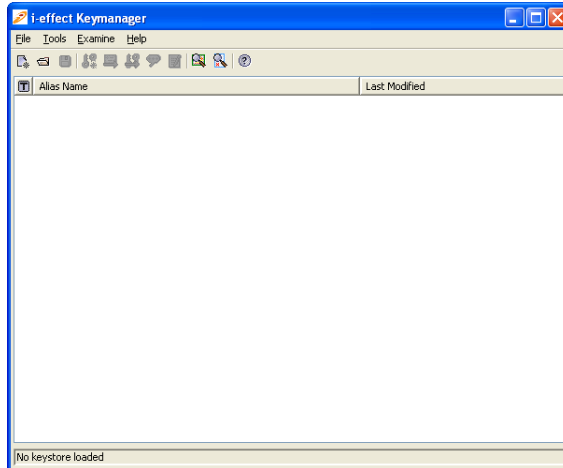 i-effect Keymanager
File Tools Examine Help
T Alias Name Last Modified
No keystore loaded